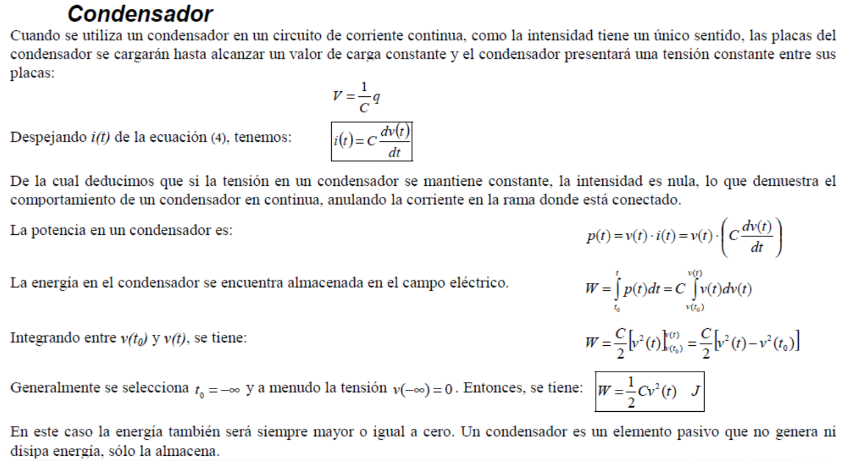 Condensador
Cuando se utiliza un condensador en un circuito de corriente continua, como la intensidad tiene un único sentido, las placas del
condensador se cargarán hasta alcanzar un valor de carga constante y el condensador presentará una tensión constante entre sus
placas:
V = \frac{1}{C} q
Despejando i(t) de la ecuación (4), tenemos: i(t) = C \frac{dv(t)}{dt}
De la cual deducimos que si la tensión en un condensador se mantiene constante, la intensidad es nula, lo que demuestra el
comportamiento de un condensador en continua, anulando la corriente en la rama donde está conectado.
La potencia en un condensador es: p(t) = v(t) \cdot i(t) = v(t) \cdot \left( C \frac{dv(t)}{dt} \right)
La energía en el condensador se encuentra almacenada en el campo eléctrico. W = \int_{t_0}^{t} p(t)dt = C \int_{v(t_0)}^{v(t)} v(t)dv(t)
Integrando entre v(t_0) y v(t), se tiene: W = \frac{C}{2} \left[ v^2(t) \right]_{v(t_0)}^{v(t)} = \frac{C}{2} \left[ v^2(t) - v^2(t_0) \right]
Generalmente se selecciona t_0 = -\infty y a menudo la tensión v(-\infty) = 0. Entonces, se tiene: W = \frac{1}{2} C v^2(t) J
En este caso la energía también será siempre mayor o igual a cero. Un condensador es un elemento pasivo que no genera ni
disipa energía, sólo la almacena.